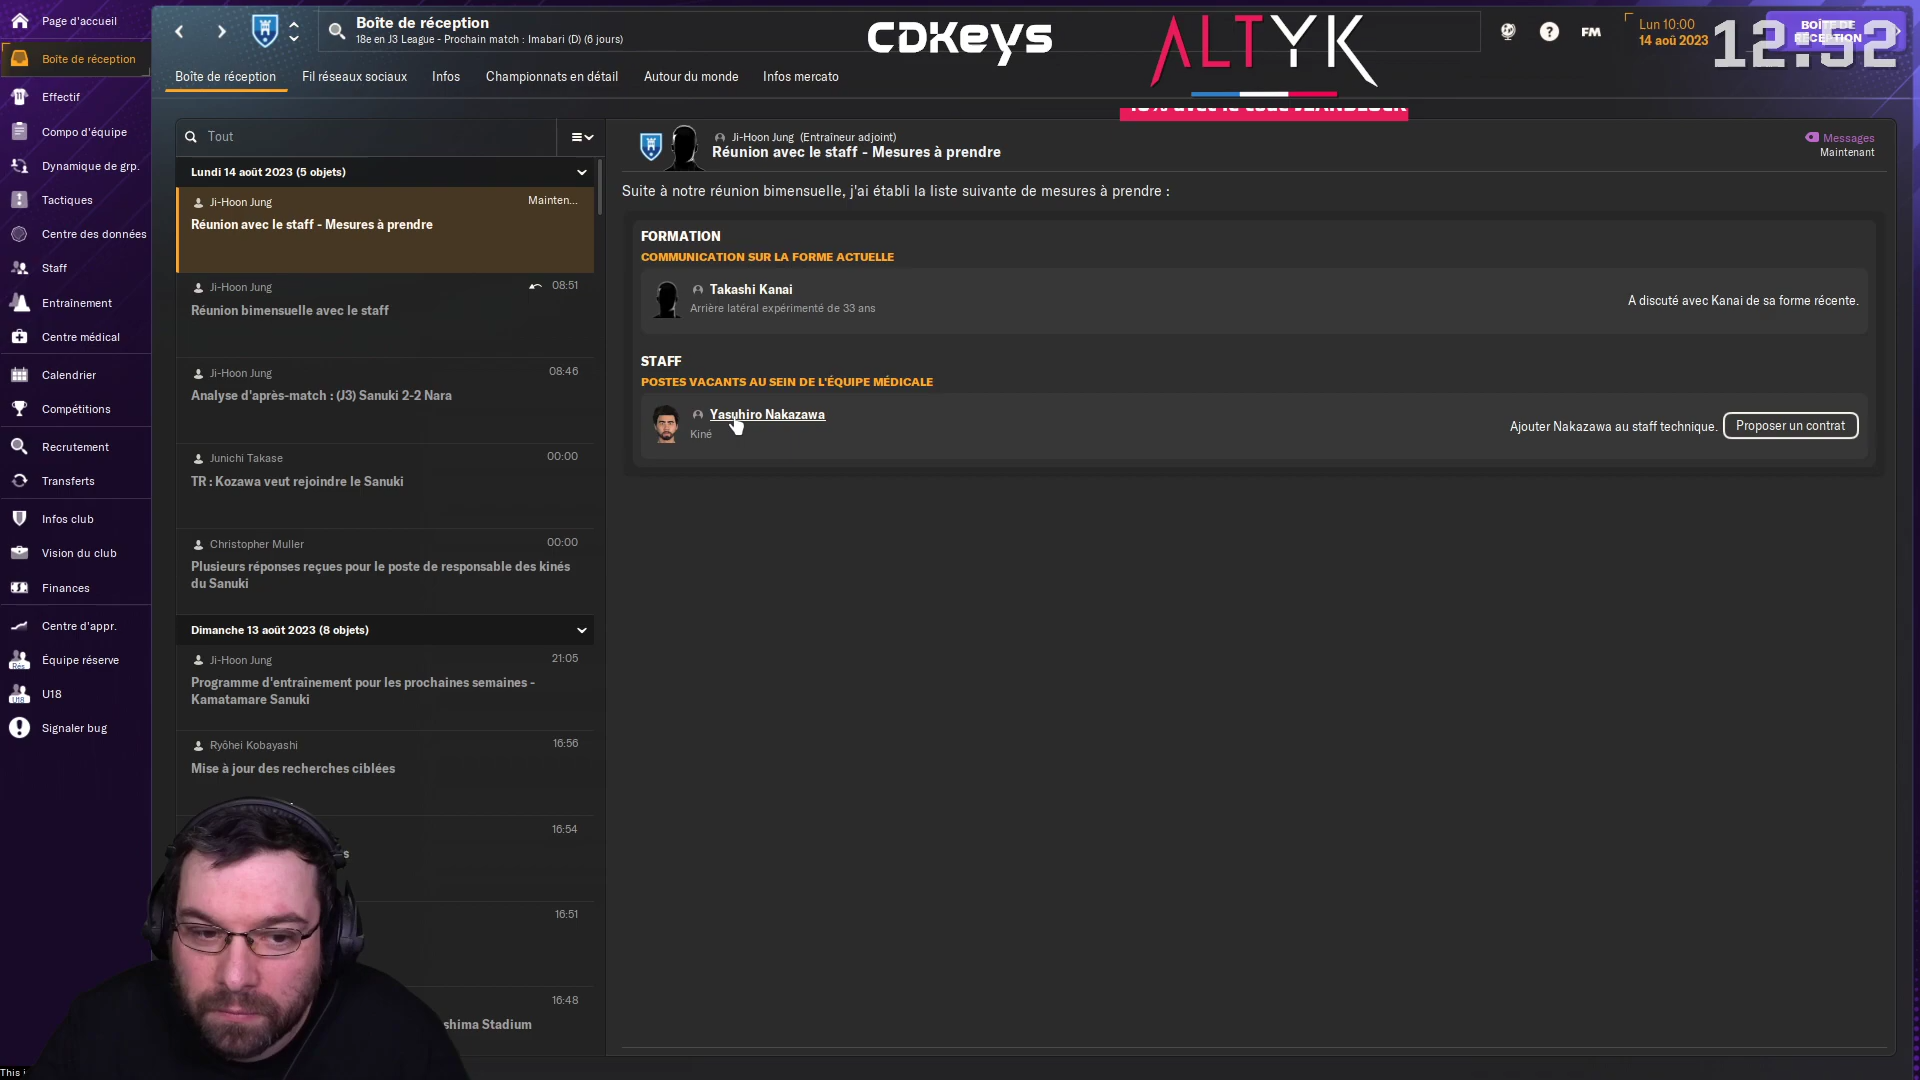 Page d'accueil
Boîte de réception
Effectif
Compo d'équipe
Dynamique de grp.
Tactiques
Centre des données
Staff
Entraînement
Centre médical
Calendrier
Compétitions
Recrutement
Transferts
Infos club
Vision du club
Finances
Centre d'appr.
Équipe réserve
U18
Signaler bug
Boîte de réception
18e en J3 League - Prochain match : Imabari (D) (6 jours)
CDKeys
ALTYK
FM
Lun 10:00
14 aoû 2023
BOÎTE DE
RÉCEPTION
12:52
Boîte de réception
Fil réseaux sociaux
Infos
Championnats en détail
Autour du monde
Infos mercato
Tout
Lundi 14 août 2023 (5 objets)
Ji-Hoon Jung
Mainten...
Réunion avec le staff - Mesures à prendre
Ji-Hoon Jung
08:51
Réunion bimensuelle avec le staff
Ji-Hoon Jung
08:46
Analyse d'après-match : (J3) Sanuki 2-2 Nara
Junichi Takase
00:00
TR : Kozawa veut rejoindre le Sanuki
Christopher Muller
00:00
Plusieurs réponses reçues pour le poste de responsable des kinés
du Sanuki
Dimanche 13 août 2023 (8 objets)
Ji-Hoon Jung
21:05
Programme d'entraînement pour les prochaines semaines -
Kamatamare Sanuki
Ryôhei Kobayashi
16:56
Mise à jour des recherches ciblées
16:54
s
16:51
16:48
shima Stadium
Ji-Hoon Jung (Entraîneur adjoint)
Réunion avec le staff - Mesures à prendre
Messages
Maintenant
Suite à notre réunion bimensuelle, j'ai établi la liste suivante de mesures à prendre :
FORMATION
COMMUNICATION SUR LA FORME ACTUELLE
Takashi Kanai
Arrière latéral expérimenté de 33 ans
A discuté avec Kanai de sa forme récente.
STAFF
POSTES VACANTS AU SEIN DE L'ÉQUIPE MÉDICALE
Yasuhiro Nakazawa
Kiné
Ajouter Nakazawa au staff technique.
Proposer un contrat
This